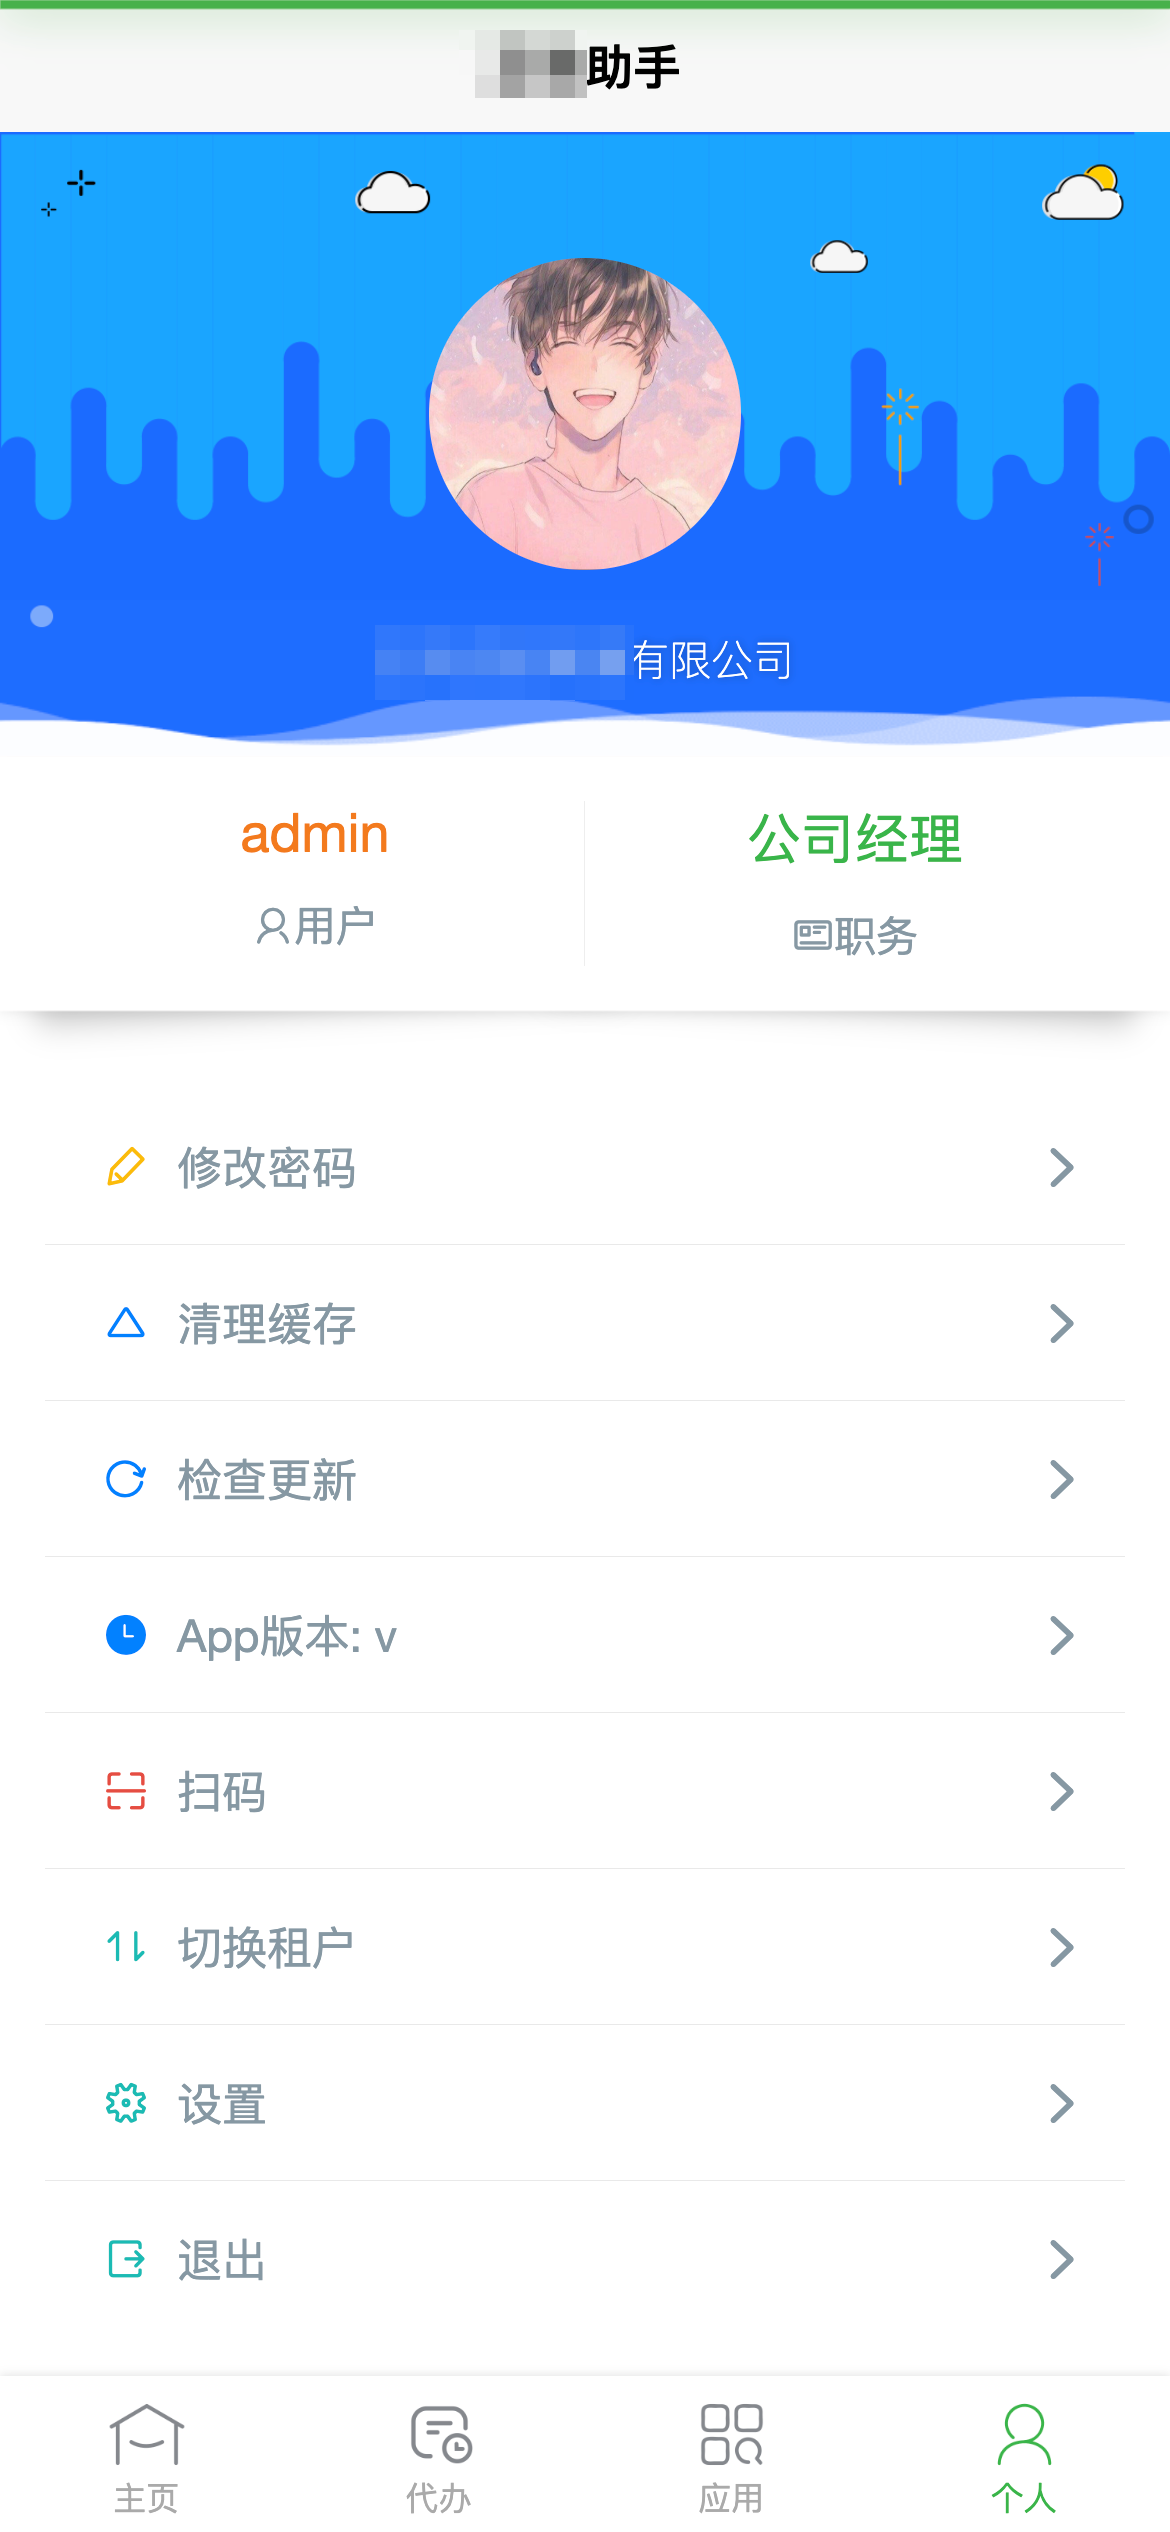 助手
有限公司
admin
公司经理
用户
职务
修改密码
清理缓存
检查更新
App版本: v
扫码
切换租户
设置
退出
主页
代办
应用
个人